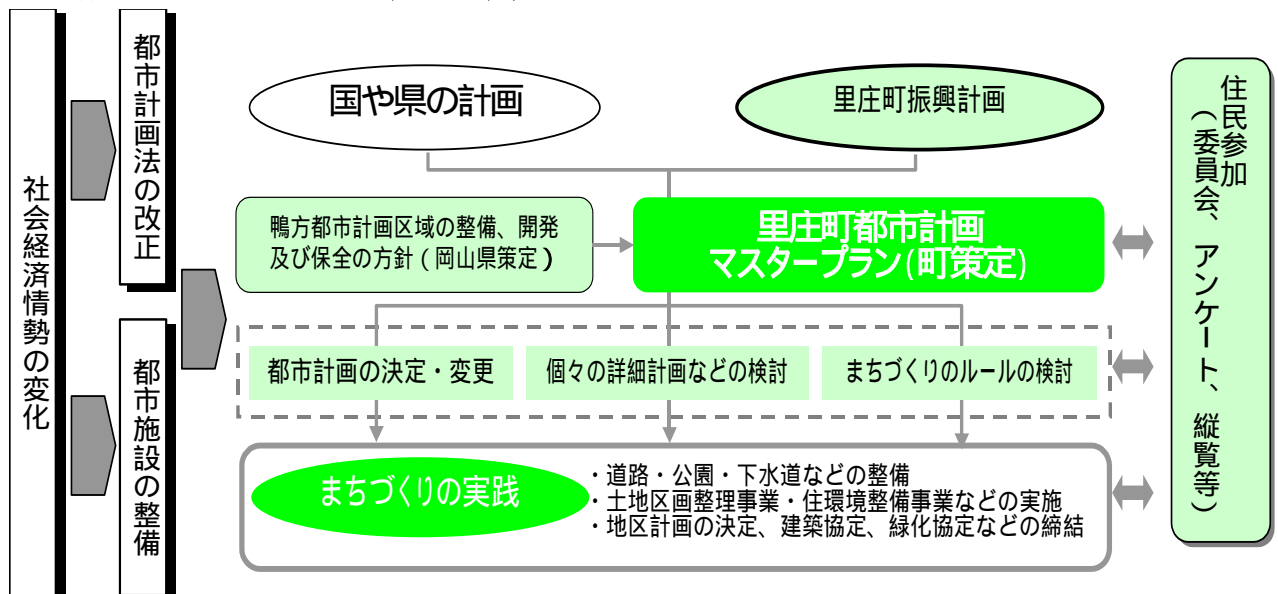 社会経済情勢の変化
都市計画法の改正
都市施設の整備
国や県の計画
里庄町振興計画
鴨方都市計画区域の整備、開発
及び保全の方針(岡山県策定)
里庄町都市計画
マスタープラン(町策定)
都市計画の決定・変更
個々の詳細計画などの検討
まちづくりのルールの検討
まちづくりの実践
・道路・公園・下水道などの整備
・土地区画整理事業・住環境整備事業などの実施
・地区計画の決定、建築協定、緑化協定などの締結
住民参加
(委員会、アンケート、縦覧等)